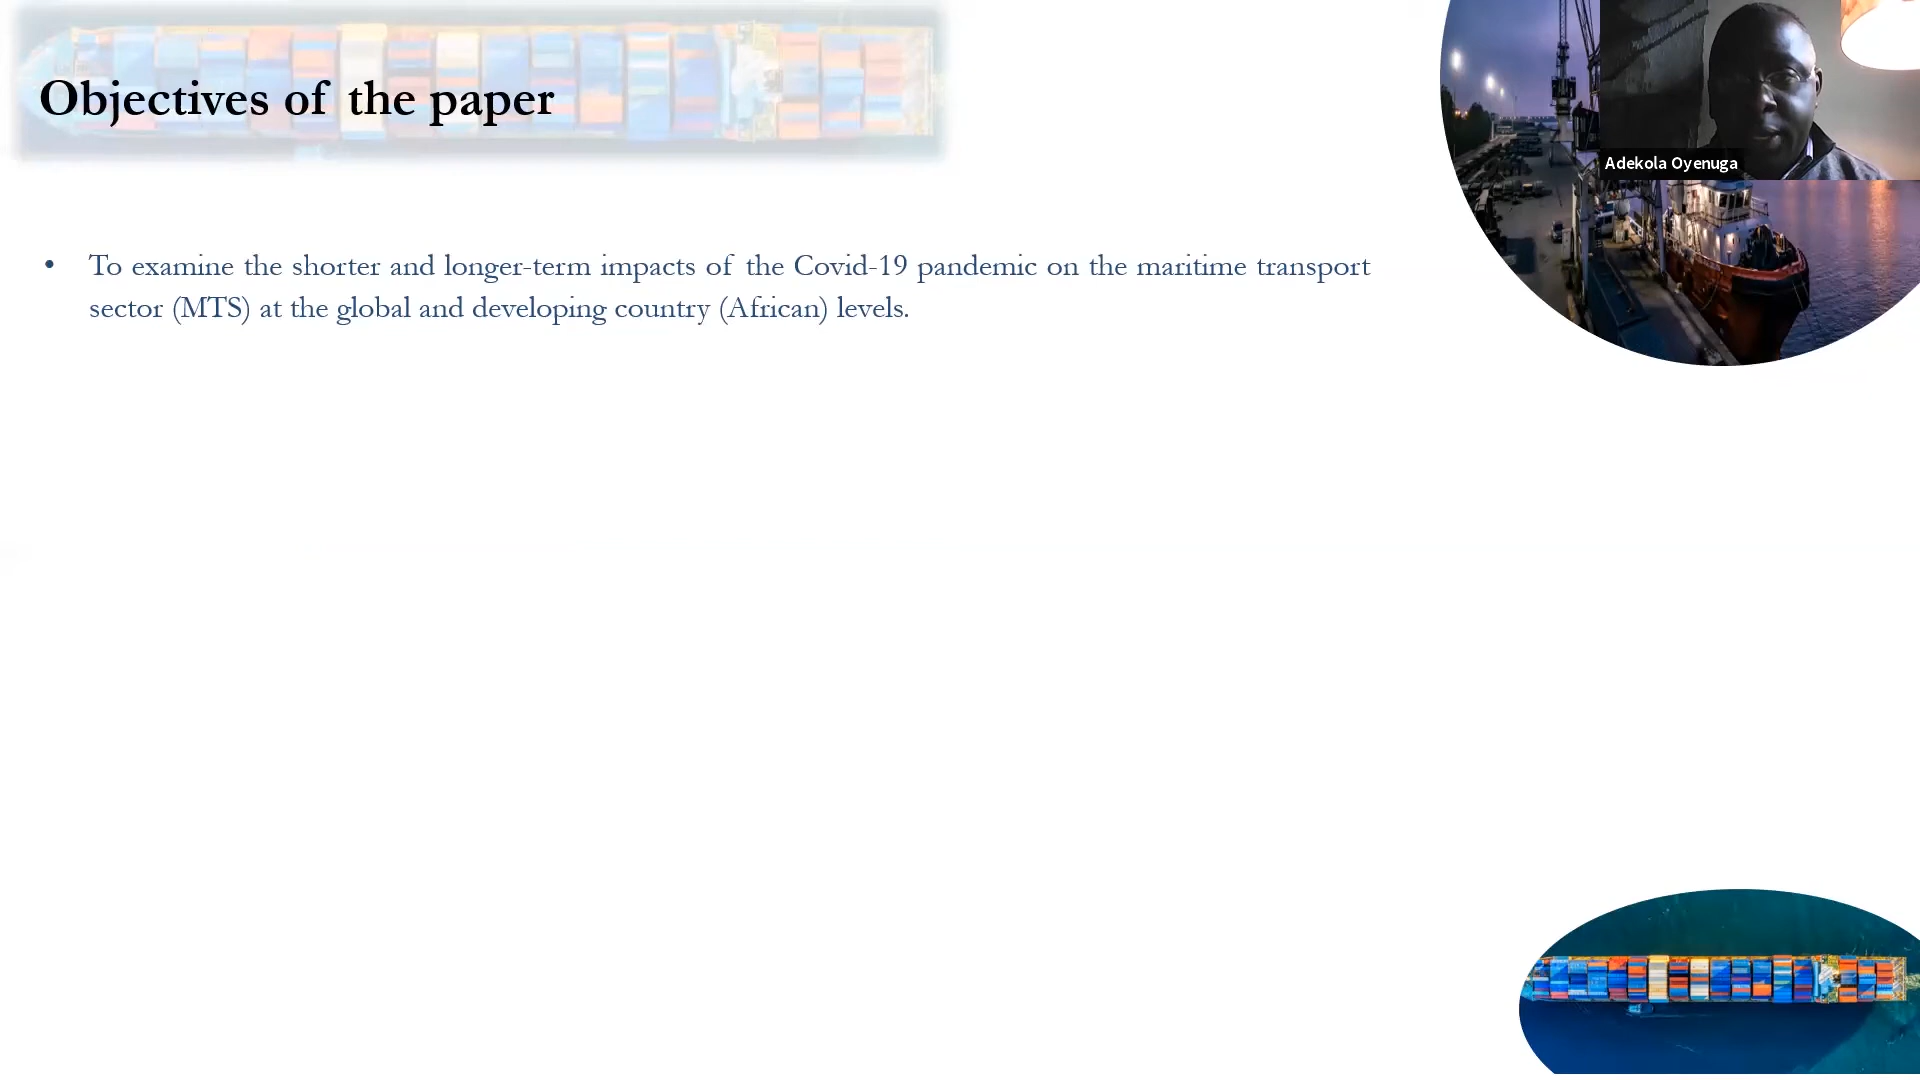 Objectives of the paper
Adekola Oyenuga
• To examine the shorter and longer-term impacts of the Covid-19 pandemic on the maritime transport
sector (MTS) at the global and developing country (African) levels.